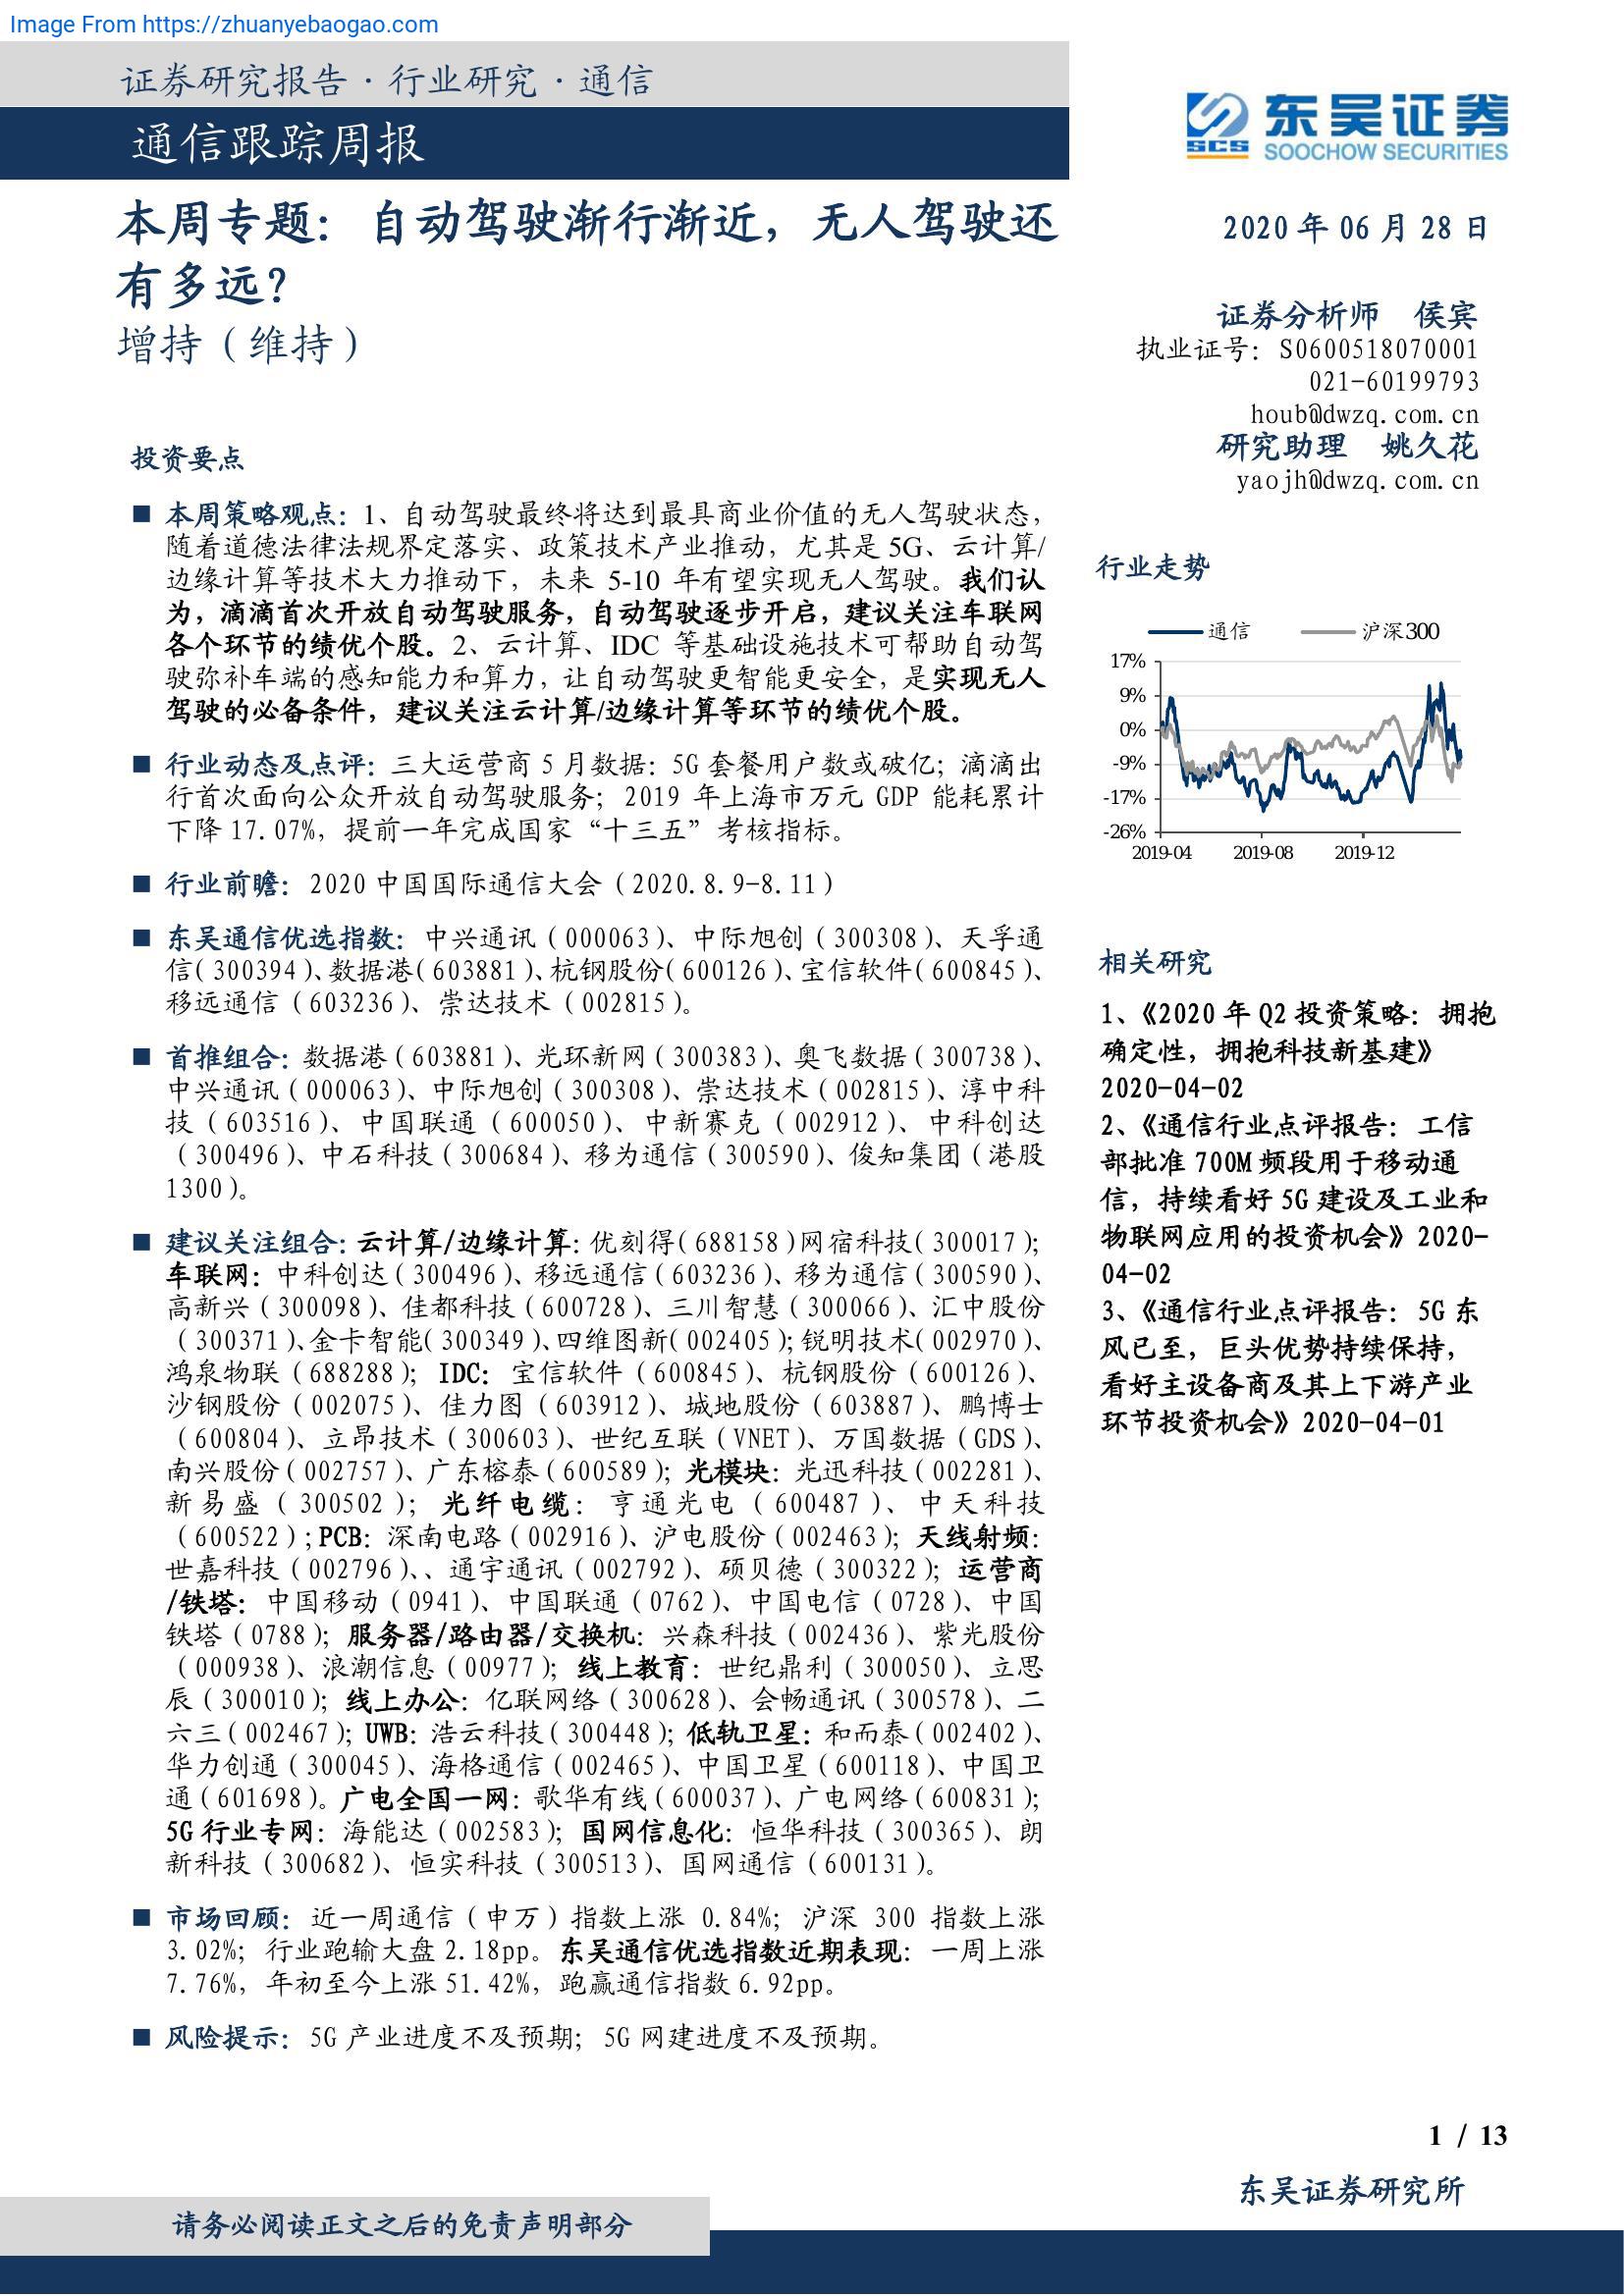 Image From https://zhuanyebaogao.com
证券研究报告·行业研究·通信
通信跟踪周报
东吴证券
SCS
SOOCHOW SECURITIES
本周专题：自动驾驶渐行渐近，无人驾驶还
有多远？
增持（维持）
2020 年 06 月 28 日
证券分析师 侯宾
执业证号：S0600518070001
021-60199793
houb@dwzq.com.cn
研究助理 姚久花
yaojh@dwzq.com.cn
投资要点
■ 本周策略观点：1、自动驾驶最终将达到最具商业价值的无人驾驶状态，
随着道德法律法规界定落实、政策技术产业推动，尤其是 5G、云计算/
边缘计算等技术大力推动下，未来 5-10 年有望实现无人驾驶。我们认
为，滴滴首次开放自动驾驶服务，自动驾驶逐步开启，建议关注车联网
各个环节的绩优个股。2、云计算、IDC 等基础设施技术可帮助自动驾
驶弥补车端的感知能力和算力，让自动驾驶更智能更安全，是实现无人
驾驶的必备条件，建议关注云计算/边缘计算等环节的绩优个股。
■ 行业动态及点评：三大运营商 5 月数据：5G 套餐用户数或破亿；滴滴出
行首次面向公众开放自动驾驶服务；2019 年上海市万元 GDP 能耗累计
下降 17.07%，提前一年完成国家“十三五”考核指标。
■ 行业前瞻：2020 中国国际通信大会（2020.8.9-8.11）
■ 东吴通信优选指数：中兴通讯（000063）、中际旭创（300308）、天孚通
信（300394）、数据港（603881）、杭钢股份（600126）、宝信软件（600845）、
移远通信（603236）、崇达技术（002815）。
■ 首推组合：数据港（603881）、光环新网（300383）、奥飞数据（300738）、
中兴通讯（000063）、中际旭创（300308）、崇达技术（002815）、淳中科
技（603516）、中国联通（600050）、中新赛克（002912）、中科创达
（300496）、中石科技（300684）、移为通信（300590）、俊知集团（港股
1300）。
■ 建议关注组合：云计算/边缘计算：优刻得（688158）网宿科技（300017）；
车联网：中科创达（300496）、移远通信（603236）、移为通信（300590）、
高新兴（300098）、佳都科技（600728）、三川智慧（300066）、汇中股份
（300371）、金卡智能（300349）、四维图新（002405）；锐明技术（002970）、
鸿泉物联（688288）；IDC：宝信软件（600845）、杭钢股份（600126）、
沙钢股份（002075）、佳力图（603912）、城地股份（603887）、鹏博士
（600804）、立昂技术（300603）、世纪互联（VNET）、万国数据（GDS）、
南兴股份（002757）、广东榕泰（600589）；光模块：光迅科技（002281）、
新易盛（300502）；光纤电缆：亨通光电（600487）、中天科技
（600522）；PCB：深南电路（002916）、沪电股份（002463）；天线射频：
世嘉科技（002796）、、通宇通讯（002792）、硕贝德（300322）；运营商
/铁塔：中国移动（0941）、中国联通（0762）、中国电信（0728）、中国
铁塔（0788）；服务器/路由器/交换机：兴森科技（002436）、紫光股份
（000938）、浪潮信息（00977）；线上教育：世纪鼎利（300050）、立思
辰（300010）；线上办公：亿联网络（300628）、会畅通讯（300578）、二
六三（002467）；UWB：浩云科技（300448）；低轨卫星：和而泰（002402）、
华力创通（300045）、海格通信（002465）、中国卫星（600118）、中国卫
通（601698）。广电全国一网：歌华有线（600037）、广电网络（600831）；
5G 行业专网：海能达（002583）；国网信息化：恒华科技（300365）、朗
新科技（300682）、恒实科技（300513）、国网通信（600131）。
■ 市场回顾：近一周通信（申万）指数上涨 0.84%；沪深 300 指数上涨
3.02%；行业跑输大盘 2.18pp。东吴通信优选指数近期表现：一周上涨
7.76%，年初至今上涨 51.42%，跑赢通信指数 6.92pp。
■ 风险提示：5G 产业进度不及预期；5G 网建进度不及预期。
行业走势
通信 沪深300
17%
9%
0%
-9%
-17%
-26%
2019-04 2019-08 2019-12
相关研究
1、《2020 年 Q2 投资策略：拥抱
确定性，拥抱科技新基建》
2020-04-02
2、《通信行业点评报告：工信
部批准 700M 频段用于移动通
信，持续看好 5G 建设及工业和
物联网应用的投资机会》2020-
04-02
3、《通信行业点评报告：5G 东
风已至，巨头优势持续保持，
看好主设备商及其上下游产业
环节投资机会》2020-04-01
1 / 13
东吴证券研究所
请务必阅读正文之后的免责声明部分